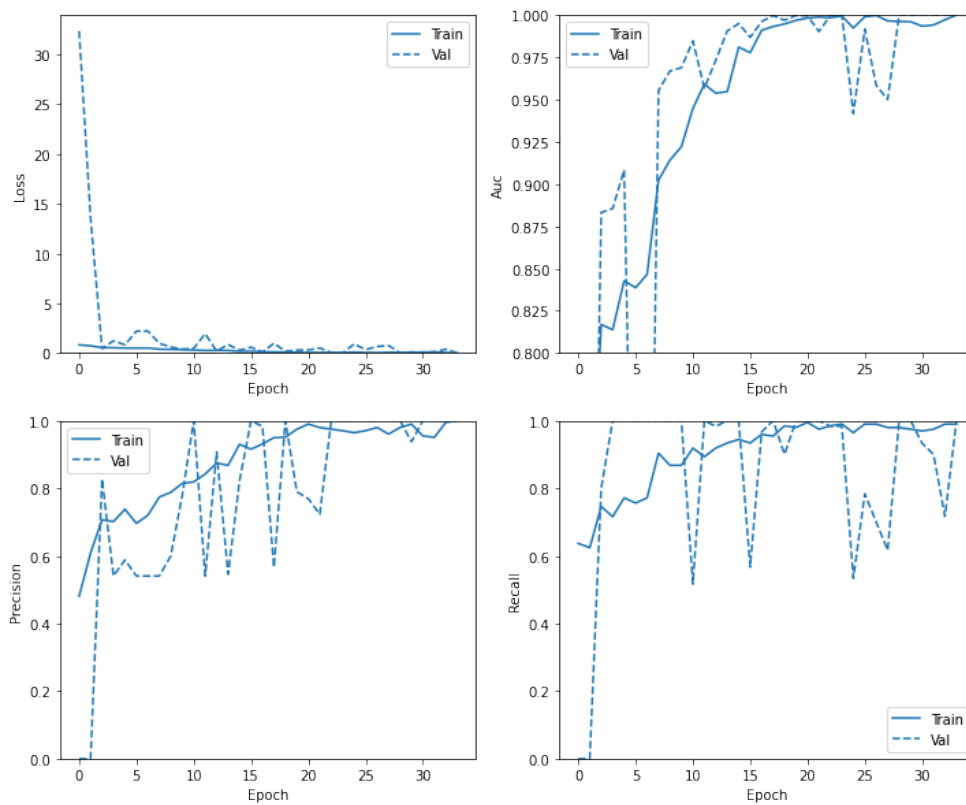 Train
Val
Loss
30
25
20
15
10
5
0
0 5 10 15 20 25 30
Epoch
Train
Val
Auc
1.000
0.975
0.950
0.925
0.900
0.875
0.850
0.825
0.800
0 5 10 15 20 25 30
Epoch
Train
Val
Precision
1.0
0.8
0.6
0.4
0.2
0.0
0 5 10 15 20 25 30
Epoch
Recall
1.0
0.8
0.6
0.4
0.2
0.0
Train
Val
0 5 10 15 20 25 30
Epoch